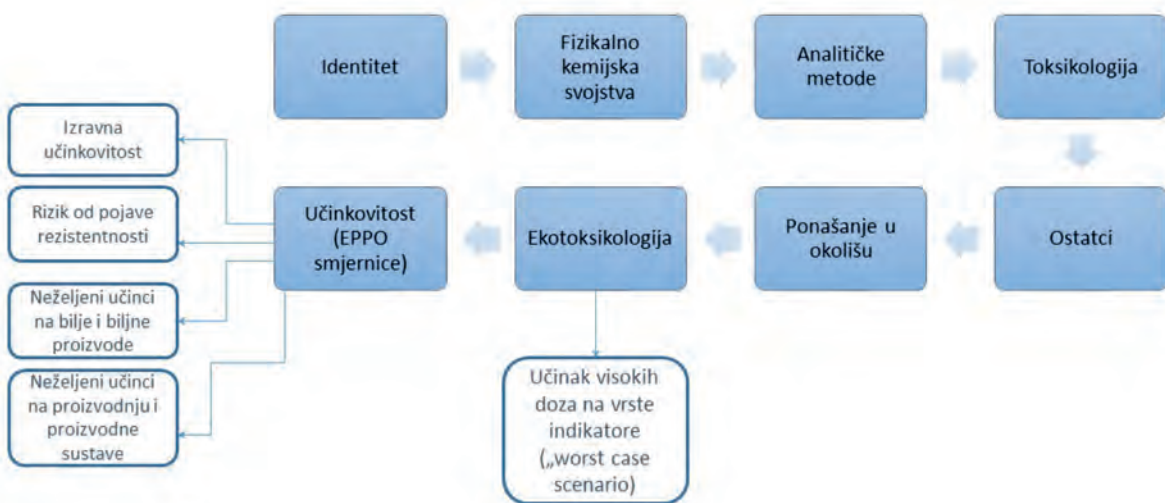 Identitet
Fizikalno
kemijska
svojstva
Analitičke
metode
Toksikologija
Ostatci
Ponašanje u
okolišu
Ekotoksikologija
Učinkovitost
(EPPO
smjernice)
Izravna
učinkovitost
Rizik od pojave
rezistentnosti
Neželjeni učinci
na bilje i biljne
proizvode
Neželjeni učinci
na proizvodnju i
proizvodne
sustave
Učinak visokih
doza na vrste
indikatore
(„worst case
scenario)